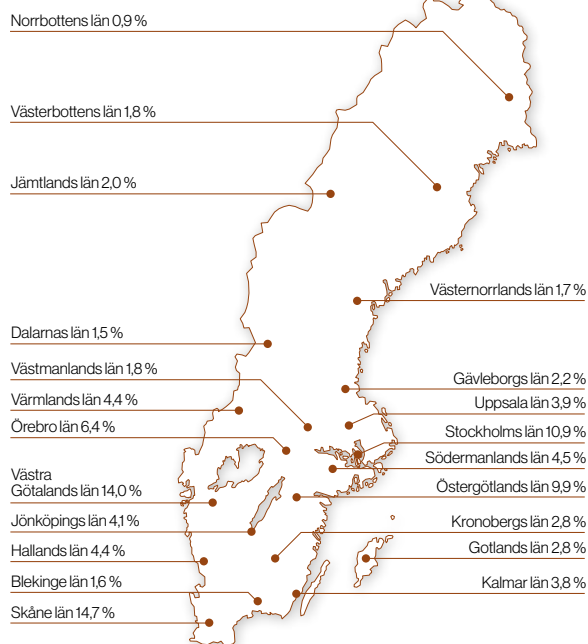 Norrbottens län 0,9 %
Västerbottens län 1,8 %
Jämtlands län 2,0 %
Västernorrlands län 1,7 %
Dalarnas län 1,5 %
Västmanlands län 1,8 %
Gävleborgs län 2,2 %
Värmlands län 4,4 %
Uppsala län 3,9 %
Örebro län 6,4 %
Stockholms län 10,9 %
Södermanlands län 4,5 %
Västra
Götalands län 14,0 %
Östergötlands län 9,9 %
Jönköpings län 4,1 %
Kronobergs län 2,8 %
Hallands län 4,4 %
Gotlands län 2,8 %
Blekinge län 1,6 %
Kalmar län 3,8 %
Skåne län 14,7 %